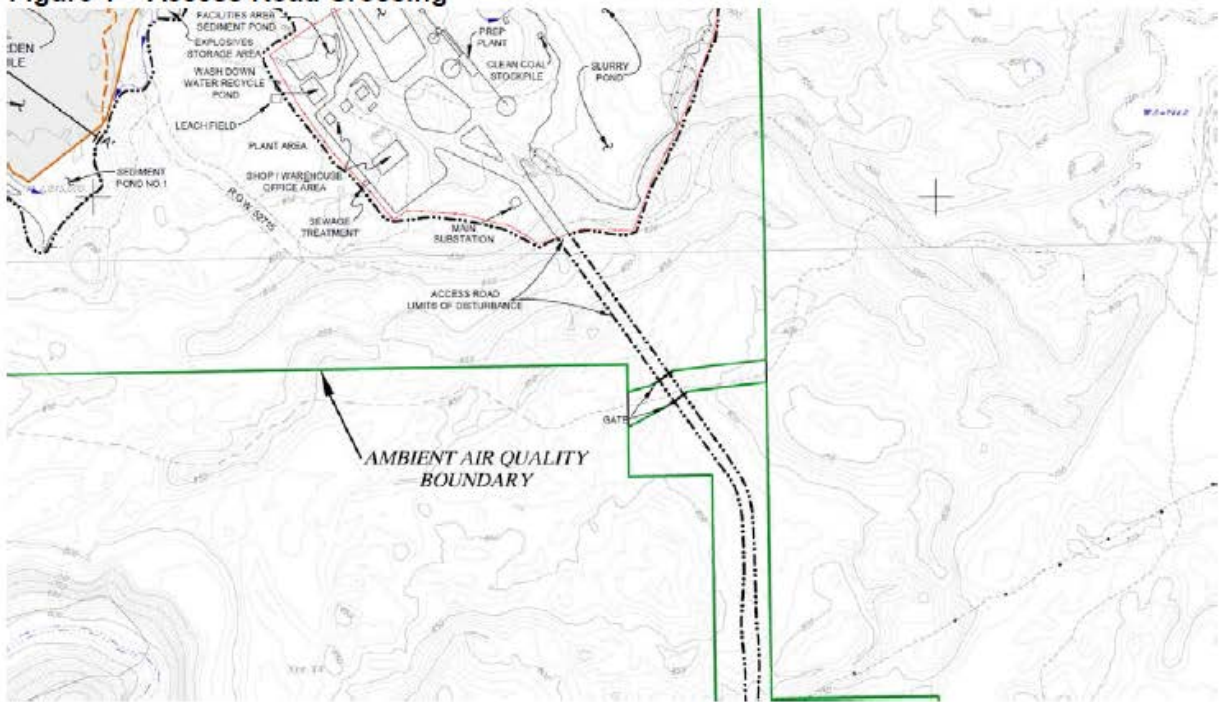 Figure 1 - Access Road Crossing
FACILITIES AREA
SEDIMENT POND
EXPLOSIVES
STORAGE AREA
WASH DOWN
WATER RECYCLE
POND
LEACH FIELD
PLANT AREA
SHOP / WAREHOUSE
OFFICE AREA
SEWAGE
TREATMENT
MAIN
SUBSTATION
PREP
PLANT
CLEAN COAL
STOCKPILE
SLURRY
POND
SEDIMENT
POND NO.1
R.O.W. 52715
ACCESS ROAD
LIMITS OF DISTURBANCE
GATE
AMBIENT AIR QUALITY
BOUNDARY